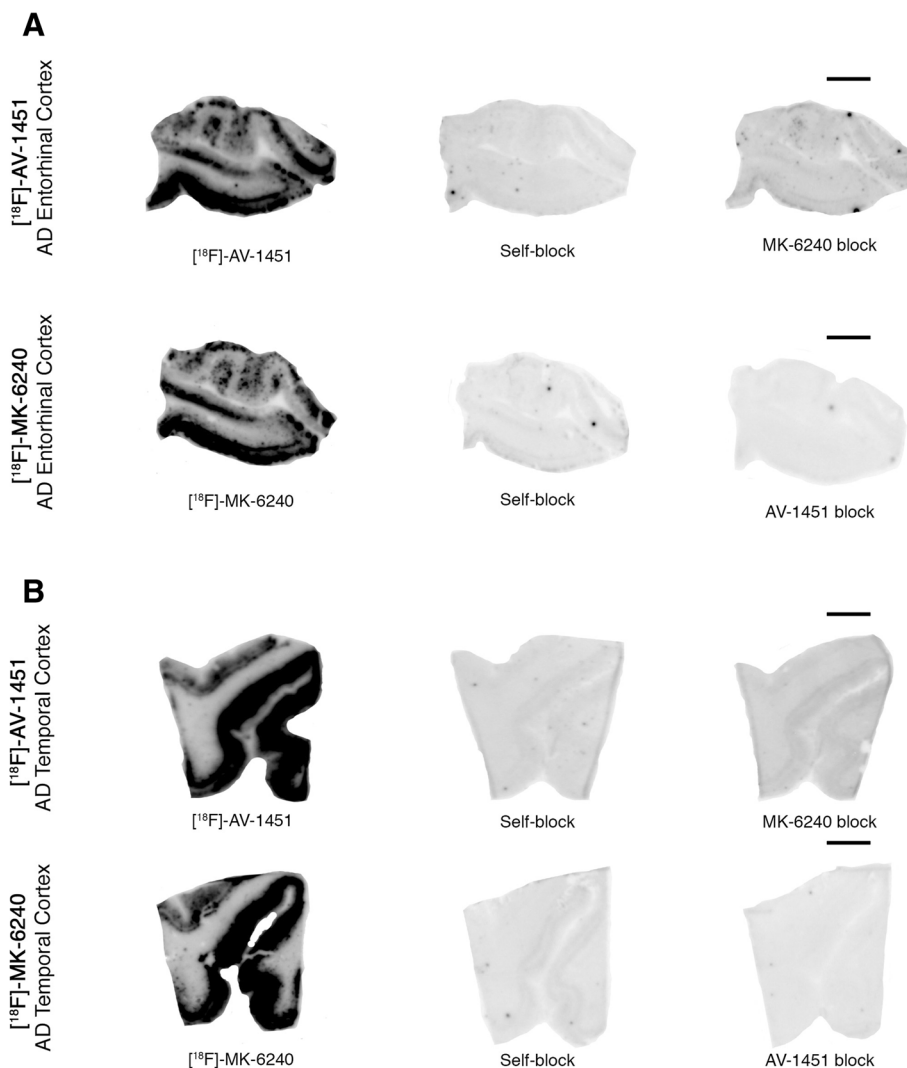 A
[¹⁸F]-AV-1451
AD Entorhinal Cortex
[¹⁸F]-AV-1451
Self-block
MK-6240 block
[¹⁸F]-MK-6240
AD Entorhinal Cortex
[¹⁸F]-MK-6240
Self-block
AV-1451 block
B
[¹⁸F]-AV-1451
AD Temporal Cortex
[¹⁸F]-AV-1451
Self-block
MK-6240 block
[¹⁸F]-MK-6240
AD Temporal Cortex
[¹⁸F]-MK-6240
Self-block
AV-1451 block